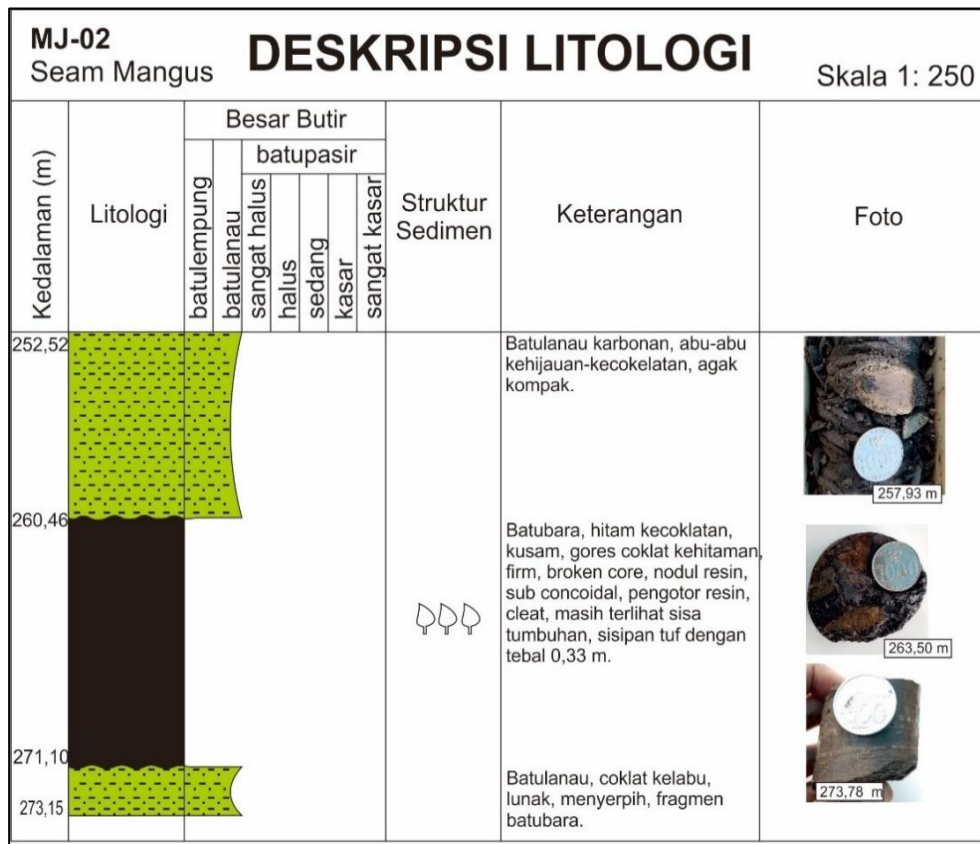 MJ-02
Seam Mangus
DESKRIPSI LITOLOGI
Skala 1: 250
Kedalaman (m)
Litologi
Besar Butir
batulempung
batulanau
batupasir
sangat halus
halus
sedang
kasar
sangat kasar
Struktur
Sedimen
Keterangan
Foto
252,52
Batulanau karbonan, abu-abu
kehijauan-kecokelatan, agak
kompak.
257,93 m
260,46
Batubara, hitam kecoklatan,
kusam, gores coklat kehitaman,
firm, broken core, nodul resin,
sub concoidal, pengotor resin,
cleat, masih terlihat sisa
tumbuhan, sisipan tuf dengan
tebal 0,33 m.
1000
263,50 m
271,10
Batulanau, coklat kelabu,
lunak, menyerpih, fragmen
batubara.
273,15
100
273,78 m